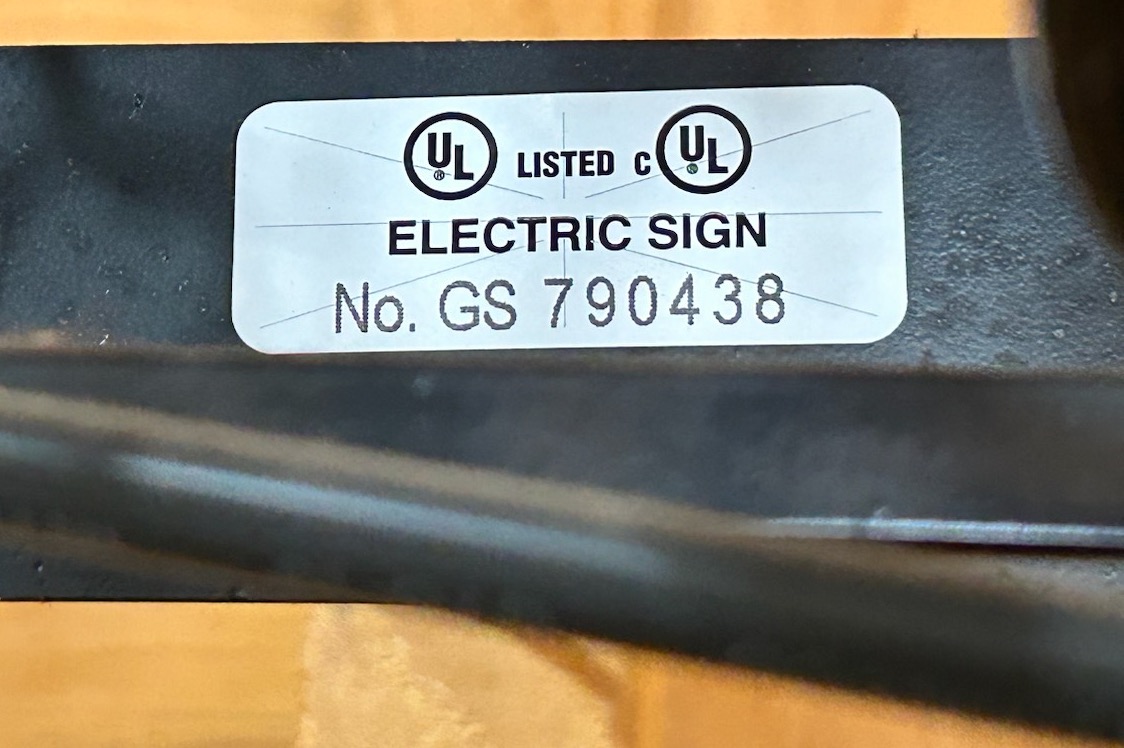 UL® LISTED C UL®
ELECTRIC SIGN
No. GS 790438